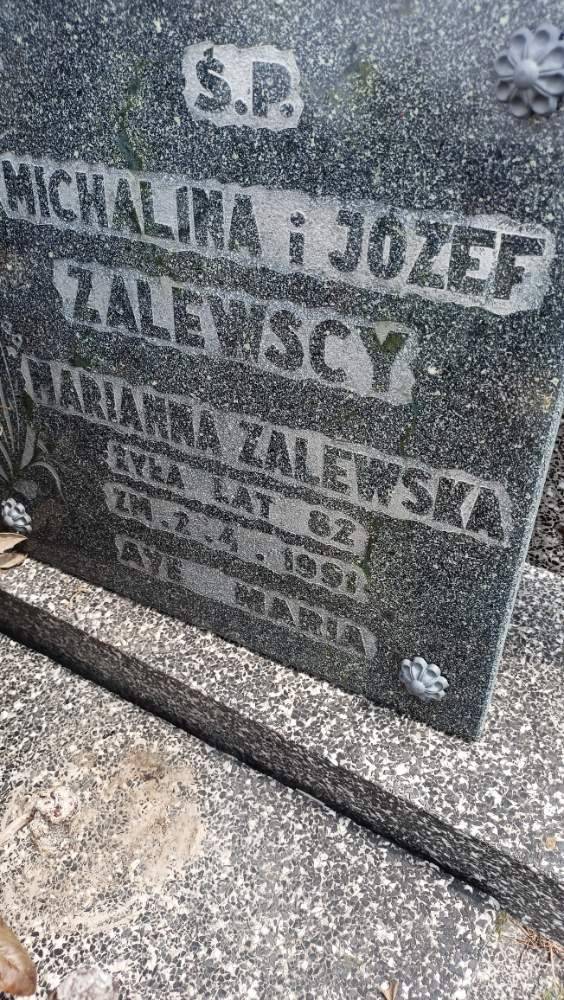 Ś.P.
MICHALINA i JÓZEF
ZALEWSCY
MARIANNA ZALEWSKA
ŻYŁA LAT 82
ZM. 2.4.1991
AVE MARIA